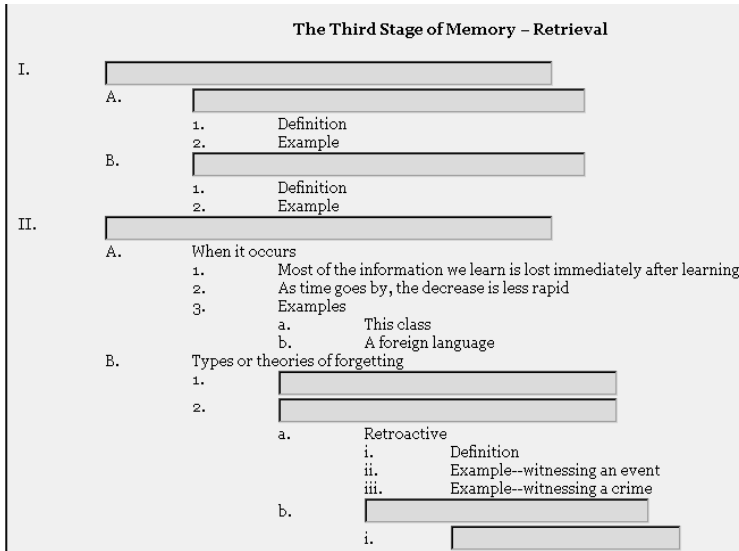 The Third Stage of Memory – Retrieval
I.
A.
1. Definition
2. Example
B.
1. Definition
2. Example
II.
A. When it occurs
1. Most of the information we learn is lost immediately after learning
2. As time goes by, the decrease is less rapid
3. Examples
a. This class
b. A foreign language
B. Types or theories of forgetting
1.
2.
a. Retroactive
i. Definition
ii. Example--witnessing an event
iii. Example--witnessing a crime
b.
i.